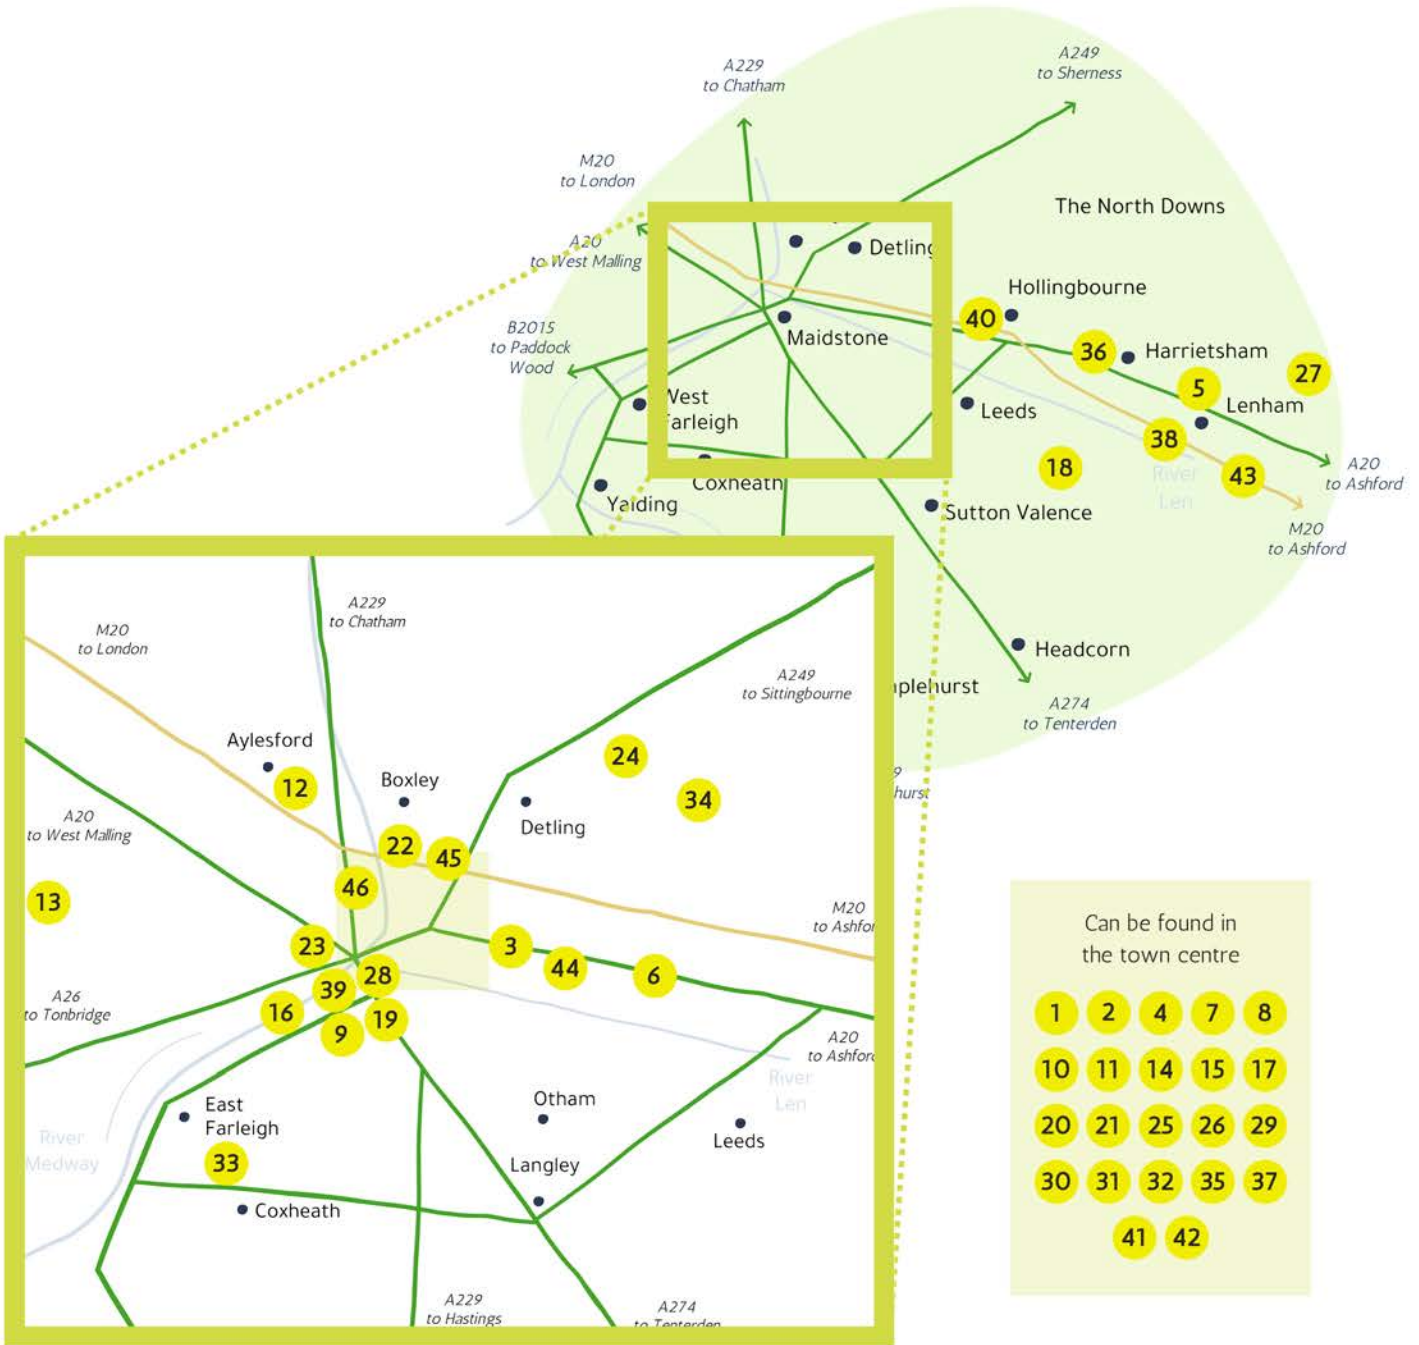 A229
to Chatham
A249
to Sherness
M20
to London
The North Downs
A20
to West Malling
Detling
Hollingbourne
40
B2015
to Paddock
Wood
Maidstone
36
Harrietsham
27
5
West
Farleigh
Leeds
Lenham
38
18
River
Len
43
A20
to Ashford
Coxheath
Yalding
Sutton Valence
M20
to Ashford
Headcorn
plehurst
A274
to Tenterden
9
hurst
A229
to Chatham
M20
to London
A249
to Sittingbourne
Aylesford
12
Boxley
24
34
A20
to West Malling
Detling
22
45
46
13
M20
to Ashfor
23
3
44
6
28
39
16
19
9
A26
to Tonbridge
A20
to Ashford
River
Len
East
Farleigh
Otham
Leeds
River
Medway
33
Langley
Coxheath
A229
to Hastings
A274
to Tenterden
Can be found in
the town centre
1 2 4 7 8
10 11 14 15 17
20 21 25 26 29
30 31 32 35 37
41 42